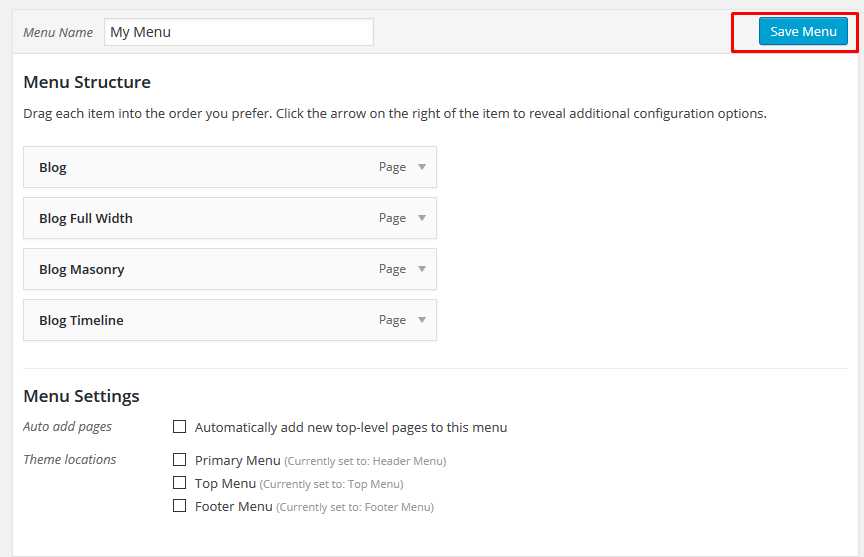 Menu Name My Menu Save Menu
Menu Structure
Drag each item into the order you prefer. Click the arrow on the right of the item to reveal additional configuration options.
Blog Page
Blog Full Width Page
Blog Masonry Page
Blog Timeline Page
Menu Settings
Auto add pages Automatically add new top-level pages to this menu
Theme locations Primary Menu (Currently set to: Header Menu)
Top Menu (Currently set to: Top Menu)
Footer Menu (Currently set to: Footer Menu)